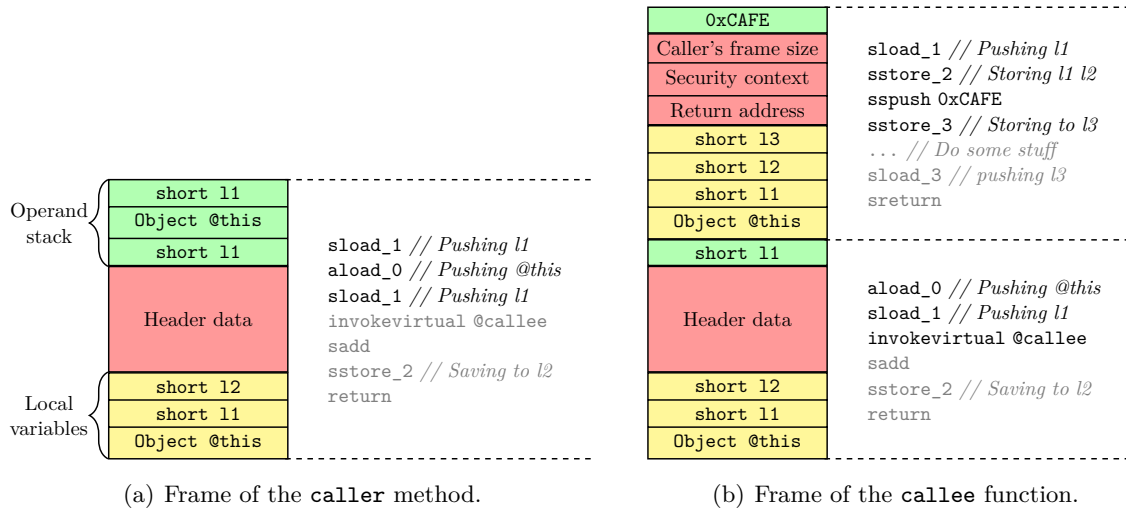 short l1
Object @this
short l1
Header data
short l2
short l1
Object @this
Operand
stack
Local
variables
sload_1 // Pushing l1
aload_0 // Pushing @this
sload_1 // Pushing l1
invokevirtual @callee
sadd
sstore_2 // Saving to l2
return
(a) Frame of the caller method.
0xCAFE
Caller's frame size
Security context
Return address
short l3
short l2
short l1
Object @this
short l1
Header data
short l2
short l1
Object @this
sload_1 // Pushing l1
sstore_2 // Storing l1 l2
sspush 0xCAFE
sstore_3 // Storing to l3
... // Do some stuff
sload_3 // pushing l3
sreturn
aload_0 // Pushing @this
sload_1 // Pushing l1
invokevirtual @callee
sadd
sstore_2 // Saving to l2
return
(b) Frame of the callee function.